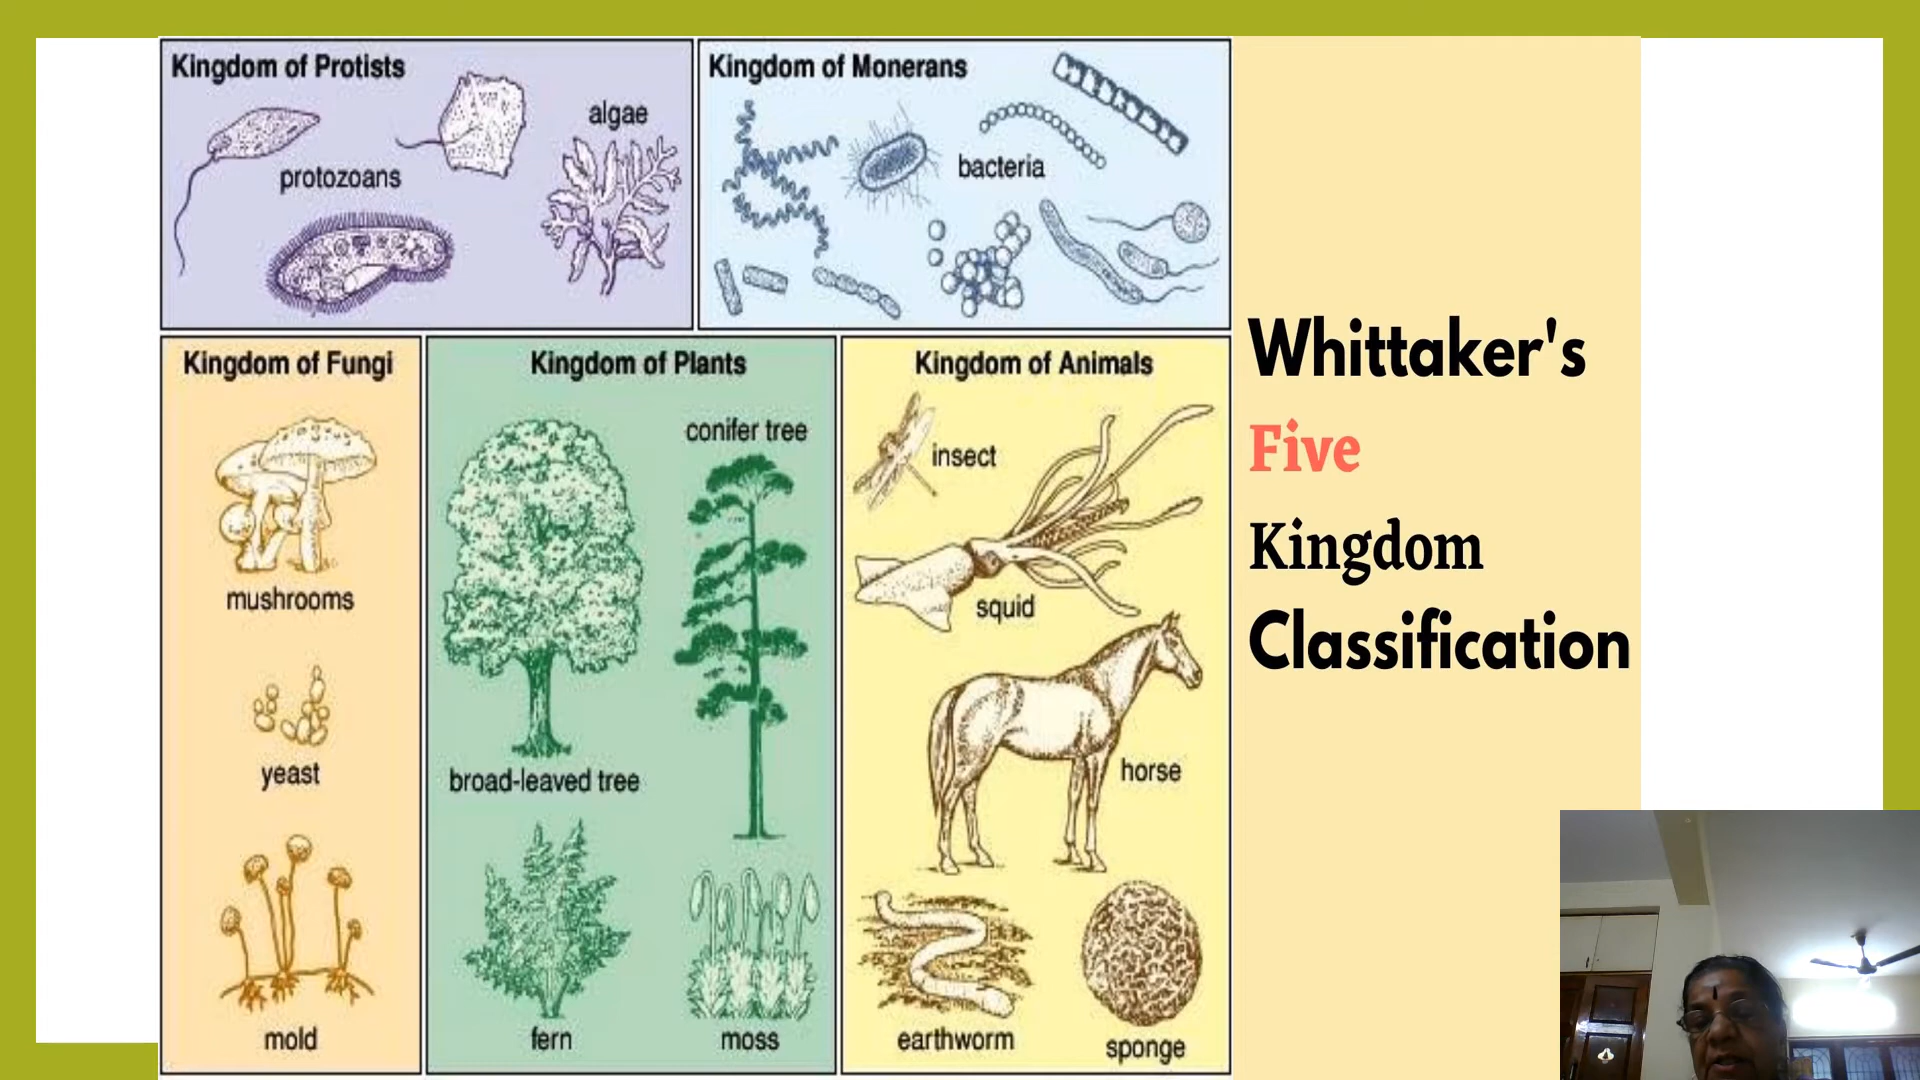 Kingdom of Protists
algae
protozoans
Kingdom of Monerans
bacteria
Kingdom of Fungi
mushrooms
yeast
mold
Kingdom of Plants
conifer tree
broad-leaved tree
fern
moss
Kingdom of Animals
insect
squid
horse
earthworm
sponge
Whittaker's
Five
Kingdom
Classification